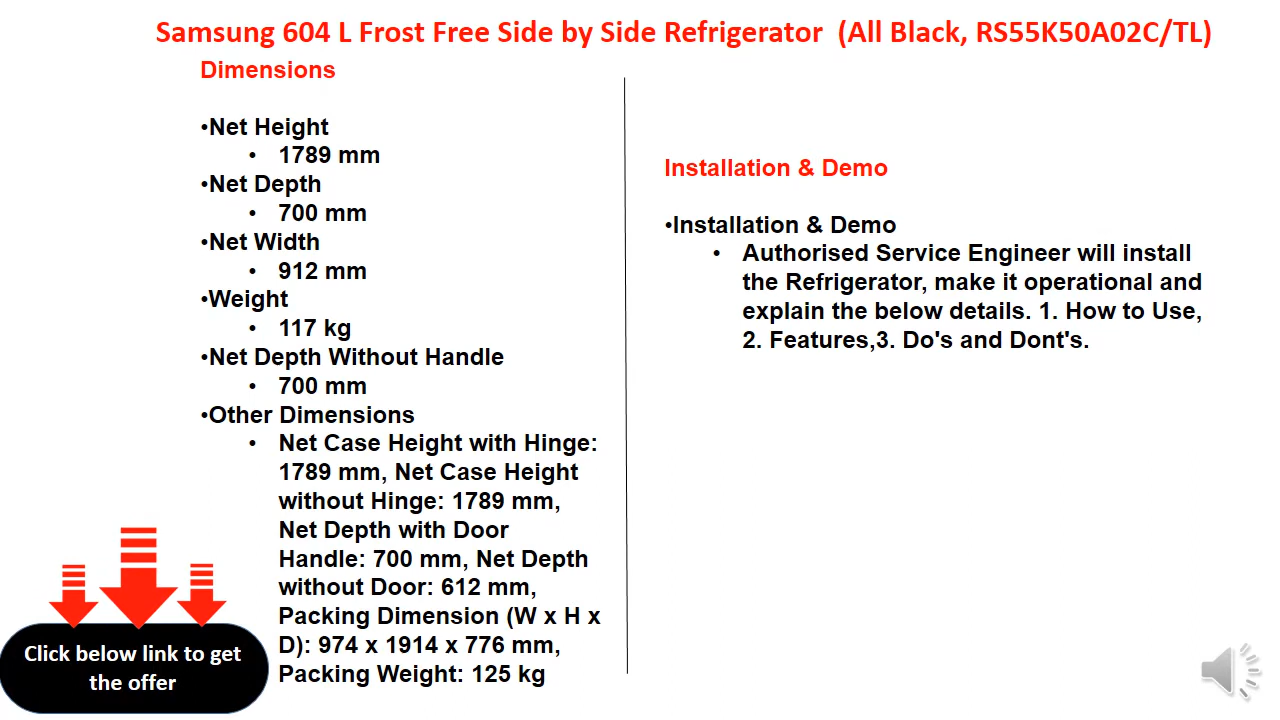 Samsung 604 L Frost Free Side by Side Refrigerator (All Black, RS55K50A02C/TL)
Dimensions
•Net Height
• 1789 mm
•Net Depth
• 700 mm
•Net Width
• 912 mm
•Weight
• 117 kg
•Net Depth Without Handle
• 700 mm
•Other Dimensions
• Net Case Height with Hinge:
1789 mm, Net Case Height
without Hinge: 1789 mm,
Net Depth with Door
Handle: 700 mm, Net Depth
without Door: 612 mm,
Packing Dimension (W x H x
D): 974 x 1914 x 776 mm,
Packing Weight: 125 kg
Installation & Demo
•Installation & Demo
• Authorised Service Engineer will install
the Refrigerator, make it operational and
explain the below details. 1. How to Use,
2. Features,3. Do's and Dont's.
Click below link to get
the offer